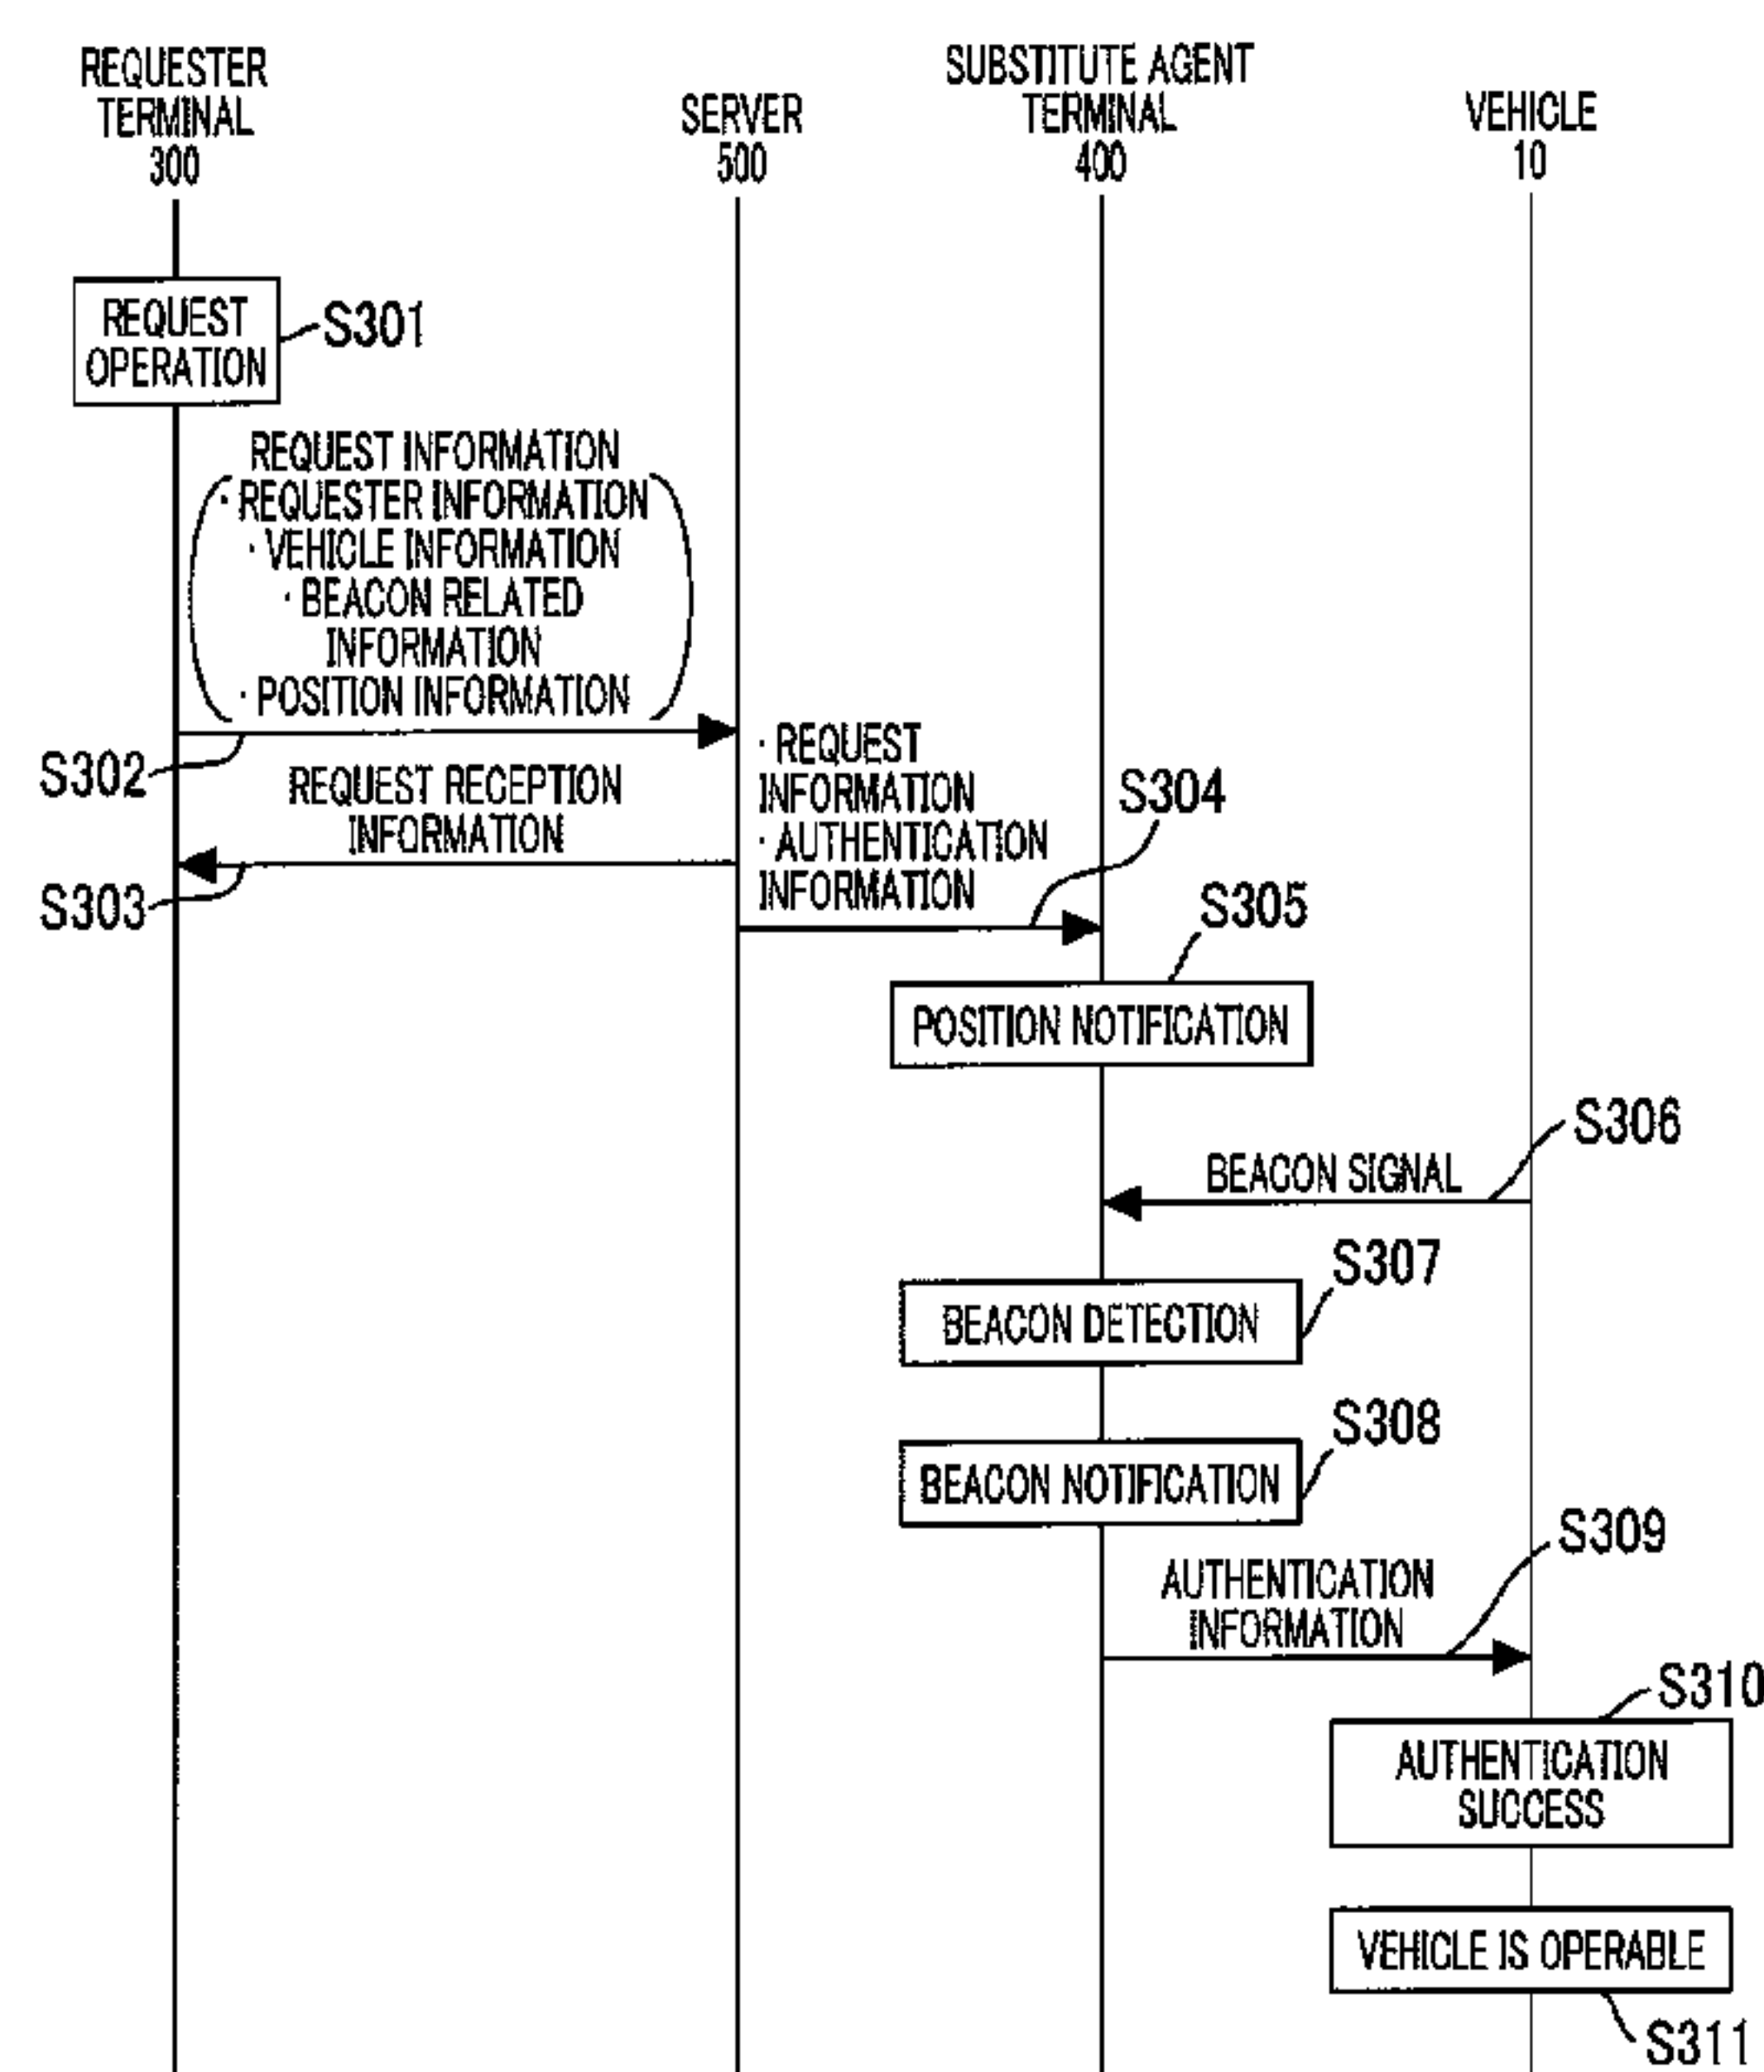 REQUESTER
TERMINAL
300
SERVER
500
SUBSTITUTE AGENT
TERMINAL
400
VEHICLE
10
REQUEST
OPERATION
S301
REQUEST INFORMATION
· REQUESTER INFORMATION
· VEHICLE INFORMATION
· BEACON RELATED
INFORMATION
· POSITION INFORMATION
S302
REQUEST RECEPTION
INFORMATION
S303
· REQUEST
INFORMATION
· AUTHENTICATION
INFORMATION
S304
S305
POSITION NOTIFICATION
S306
BEACON SIGNAL
S307
BEACON DETECTION
S308
BEACON NOTIFICATION
S309
AUTHENTICATION
INFORMATION
S310
AUTHENTICATION
SUCCESS
VEHICLE IS OPERABLE
S311